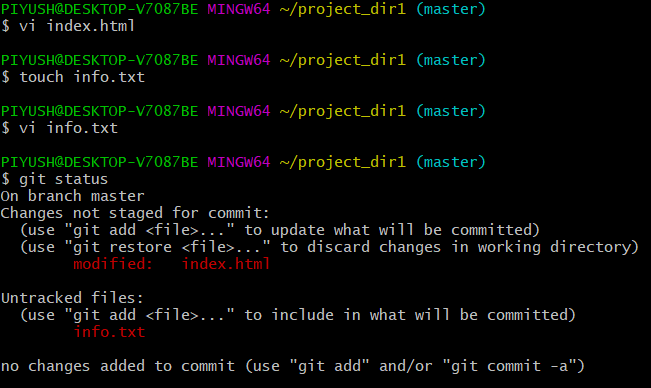 PIYUSH@DESKTOP-V7087BE MINGW64 ~/project_dir1 (master)
$ vi index.html
PIYUSH@DESKTOP-V7087BE MINGW64 ~/project_dir1 (master)
$ touch info.txt
PIYUSH@DESKTOP-V7087BE MINGW64 ~/project_dir1 (master)
$ vi info.txt
PIYUSH@DESKTOP-V7087BE MINGW64 ~/project_dir1 (master)
$ git status
On branch master
Changes not staged for commit:
  (use "git add <file>..." to update what will be committed)
  (use "git restore <file>..." to discard changes in working directory)
        modified:   index.html
Untracked files:
  (use "git add <file>..." to include in what will be committed)
        info.txt
no changes added to commit (use "git add" and/or "git commit -a")